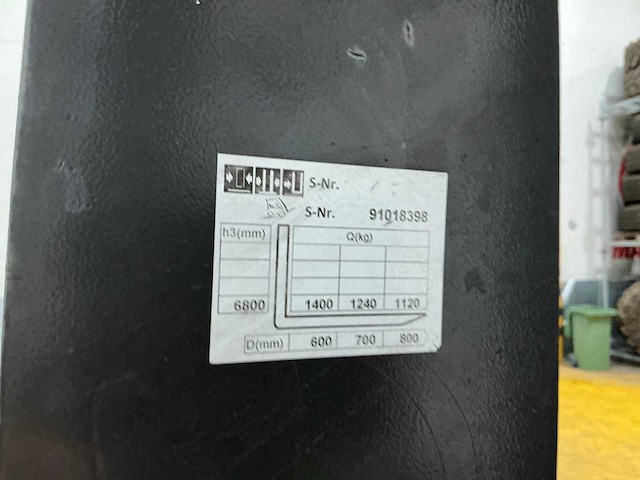 S-Nr.
S-Nr. 91018398
h3(mm) Q(kg)
6800 1400 1240 1120
D(mm) 600 700 800